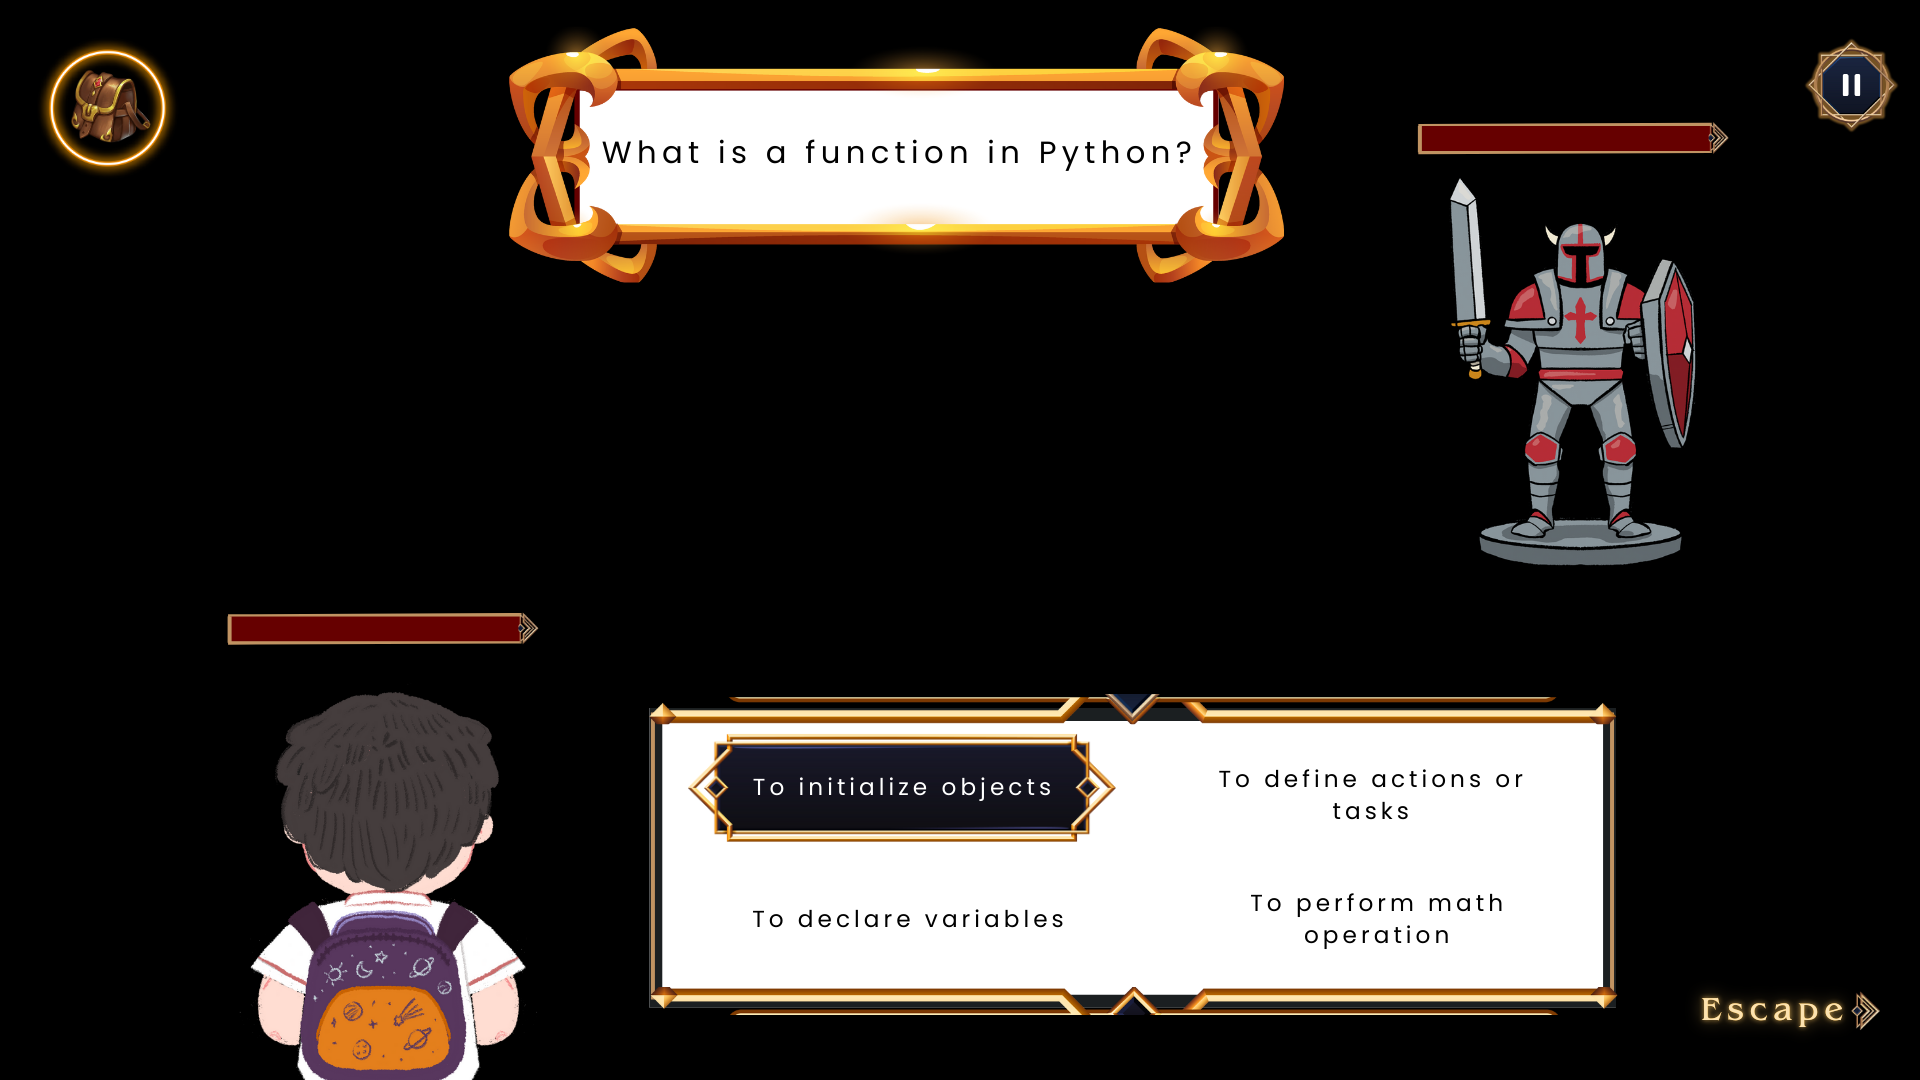 What is a function in Python?
To initialize objects
To define actions or
tasks
To declare variables
To perform math
operation
Escape